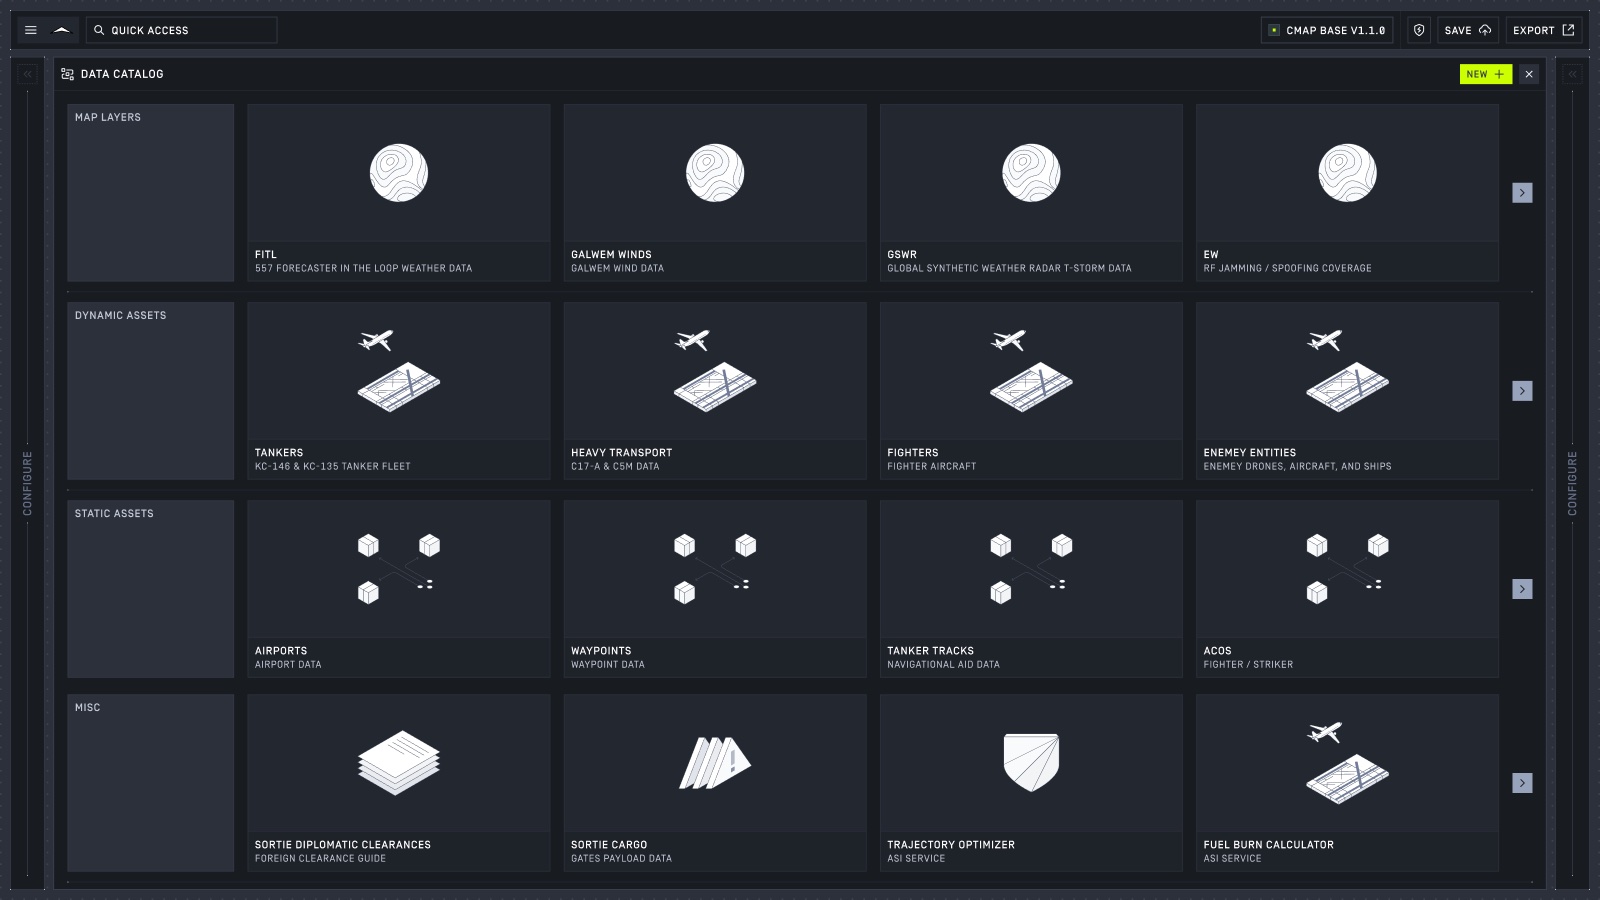 QUICK ACCESS
CMAP BASE V1.1.0
SAVE
EXPORT
DATA CATALOG
NEW
MAP LAYERS
FITL
557 FORECASTER IN THE LOOP WEATHER DATA
GALWEM WINDS
GALWEM WIND DATA
GSWR
GLOBAL SYNTHETIC WEATHER RADAR T-STORM DATA
EW
RF JAMMING / SPOOFING COVERAGE
DYNAMIC ASSETS
TANKERS
KC-146 & KC-135 TANKER FLEET
HEAVY TRANSPORT
C17-A & C5M DATA
FIGHTERS
FIGHTER AIRCRAFT
ENEMEY ENTITIES
ENEMEY DRONES, AIRCRAFT, AND SHIPS
CONFIGURE
CONFIGURE
STATIC ASSETS
AIRPORTS
AIRPORT DATA
WAYPOINTS
WAYPOINT DATA
TANKER TRACKS
NAVIGATIONAL AID DATA
ACOS
FIGHTER / STRIKER
MISC
SORTIE DIPLOMATIC CLEARANCES
FOREIGN CLEARANCE GUIDE
SORTIE CARGO
GATES PAYLOAD DATA
TRAJECTORY OPTIMIZER
ASI SERVICE
FUEL BURN CALCULATOR
ASI SERVICE